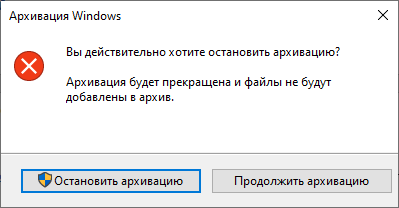 Архивация Windows
Вы действительно хотите остановить архивацию?
Архивация будет прекращена и файлы не будут
добавлены в архив.
Остановить архивацию
Продолжить архивацию